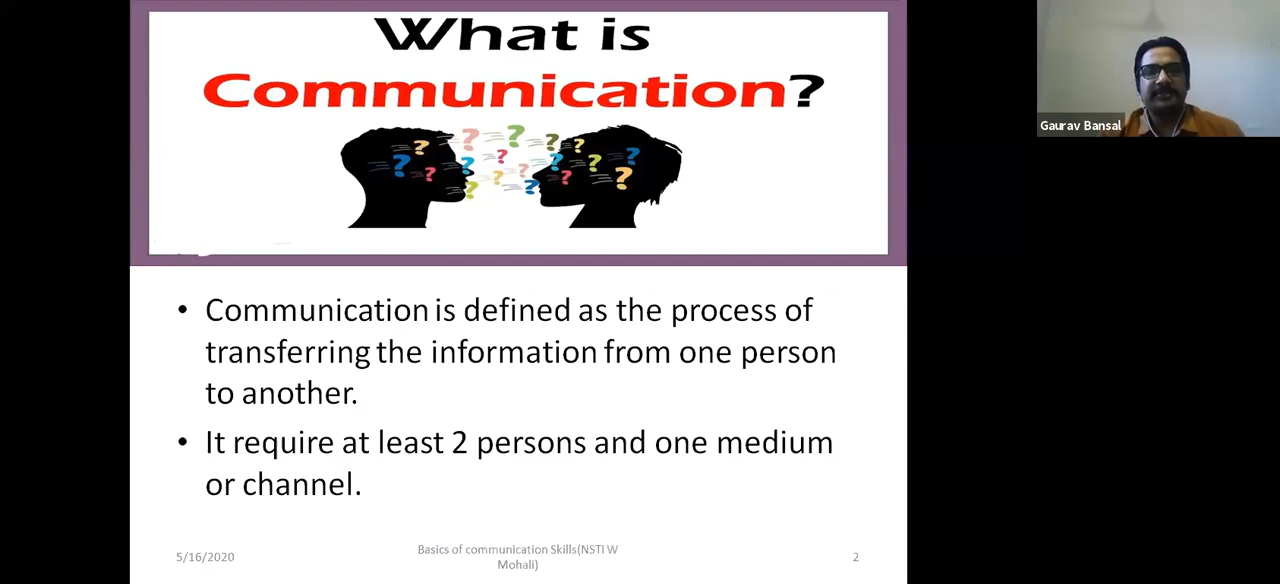 What is
Communication?
Gaurav Bansal
• Communication is defined as the process of
transferring the information from one person
to another.
• It require at least 2 persons and one medium
or channel.
5/16/2020
Basics of communication Skills(NSTI W
Mohali)
2